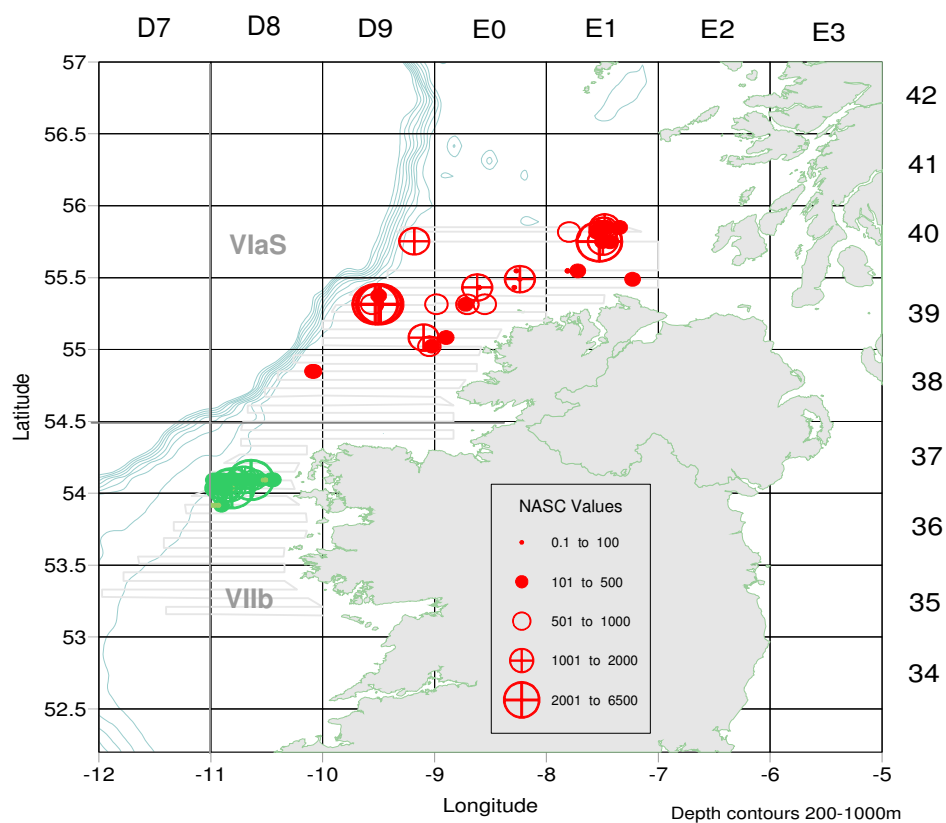 D7 D8 D9 E0 E1 E2 E3
57
42
56.5
41
56
VIaS
40
55.5
39
55
Latitude
38
54.5
37
NASC Values
54
36
0.1 to 100
53.5
101 to 500
VIIb
35
501 to 1000
53
1001 to 2000
34
52.5
2001 to 6500
-12 -11 -10 -9 -8 -7 -6 -5
Longitude
Depth contours 200-1000m